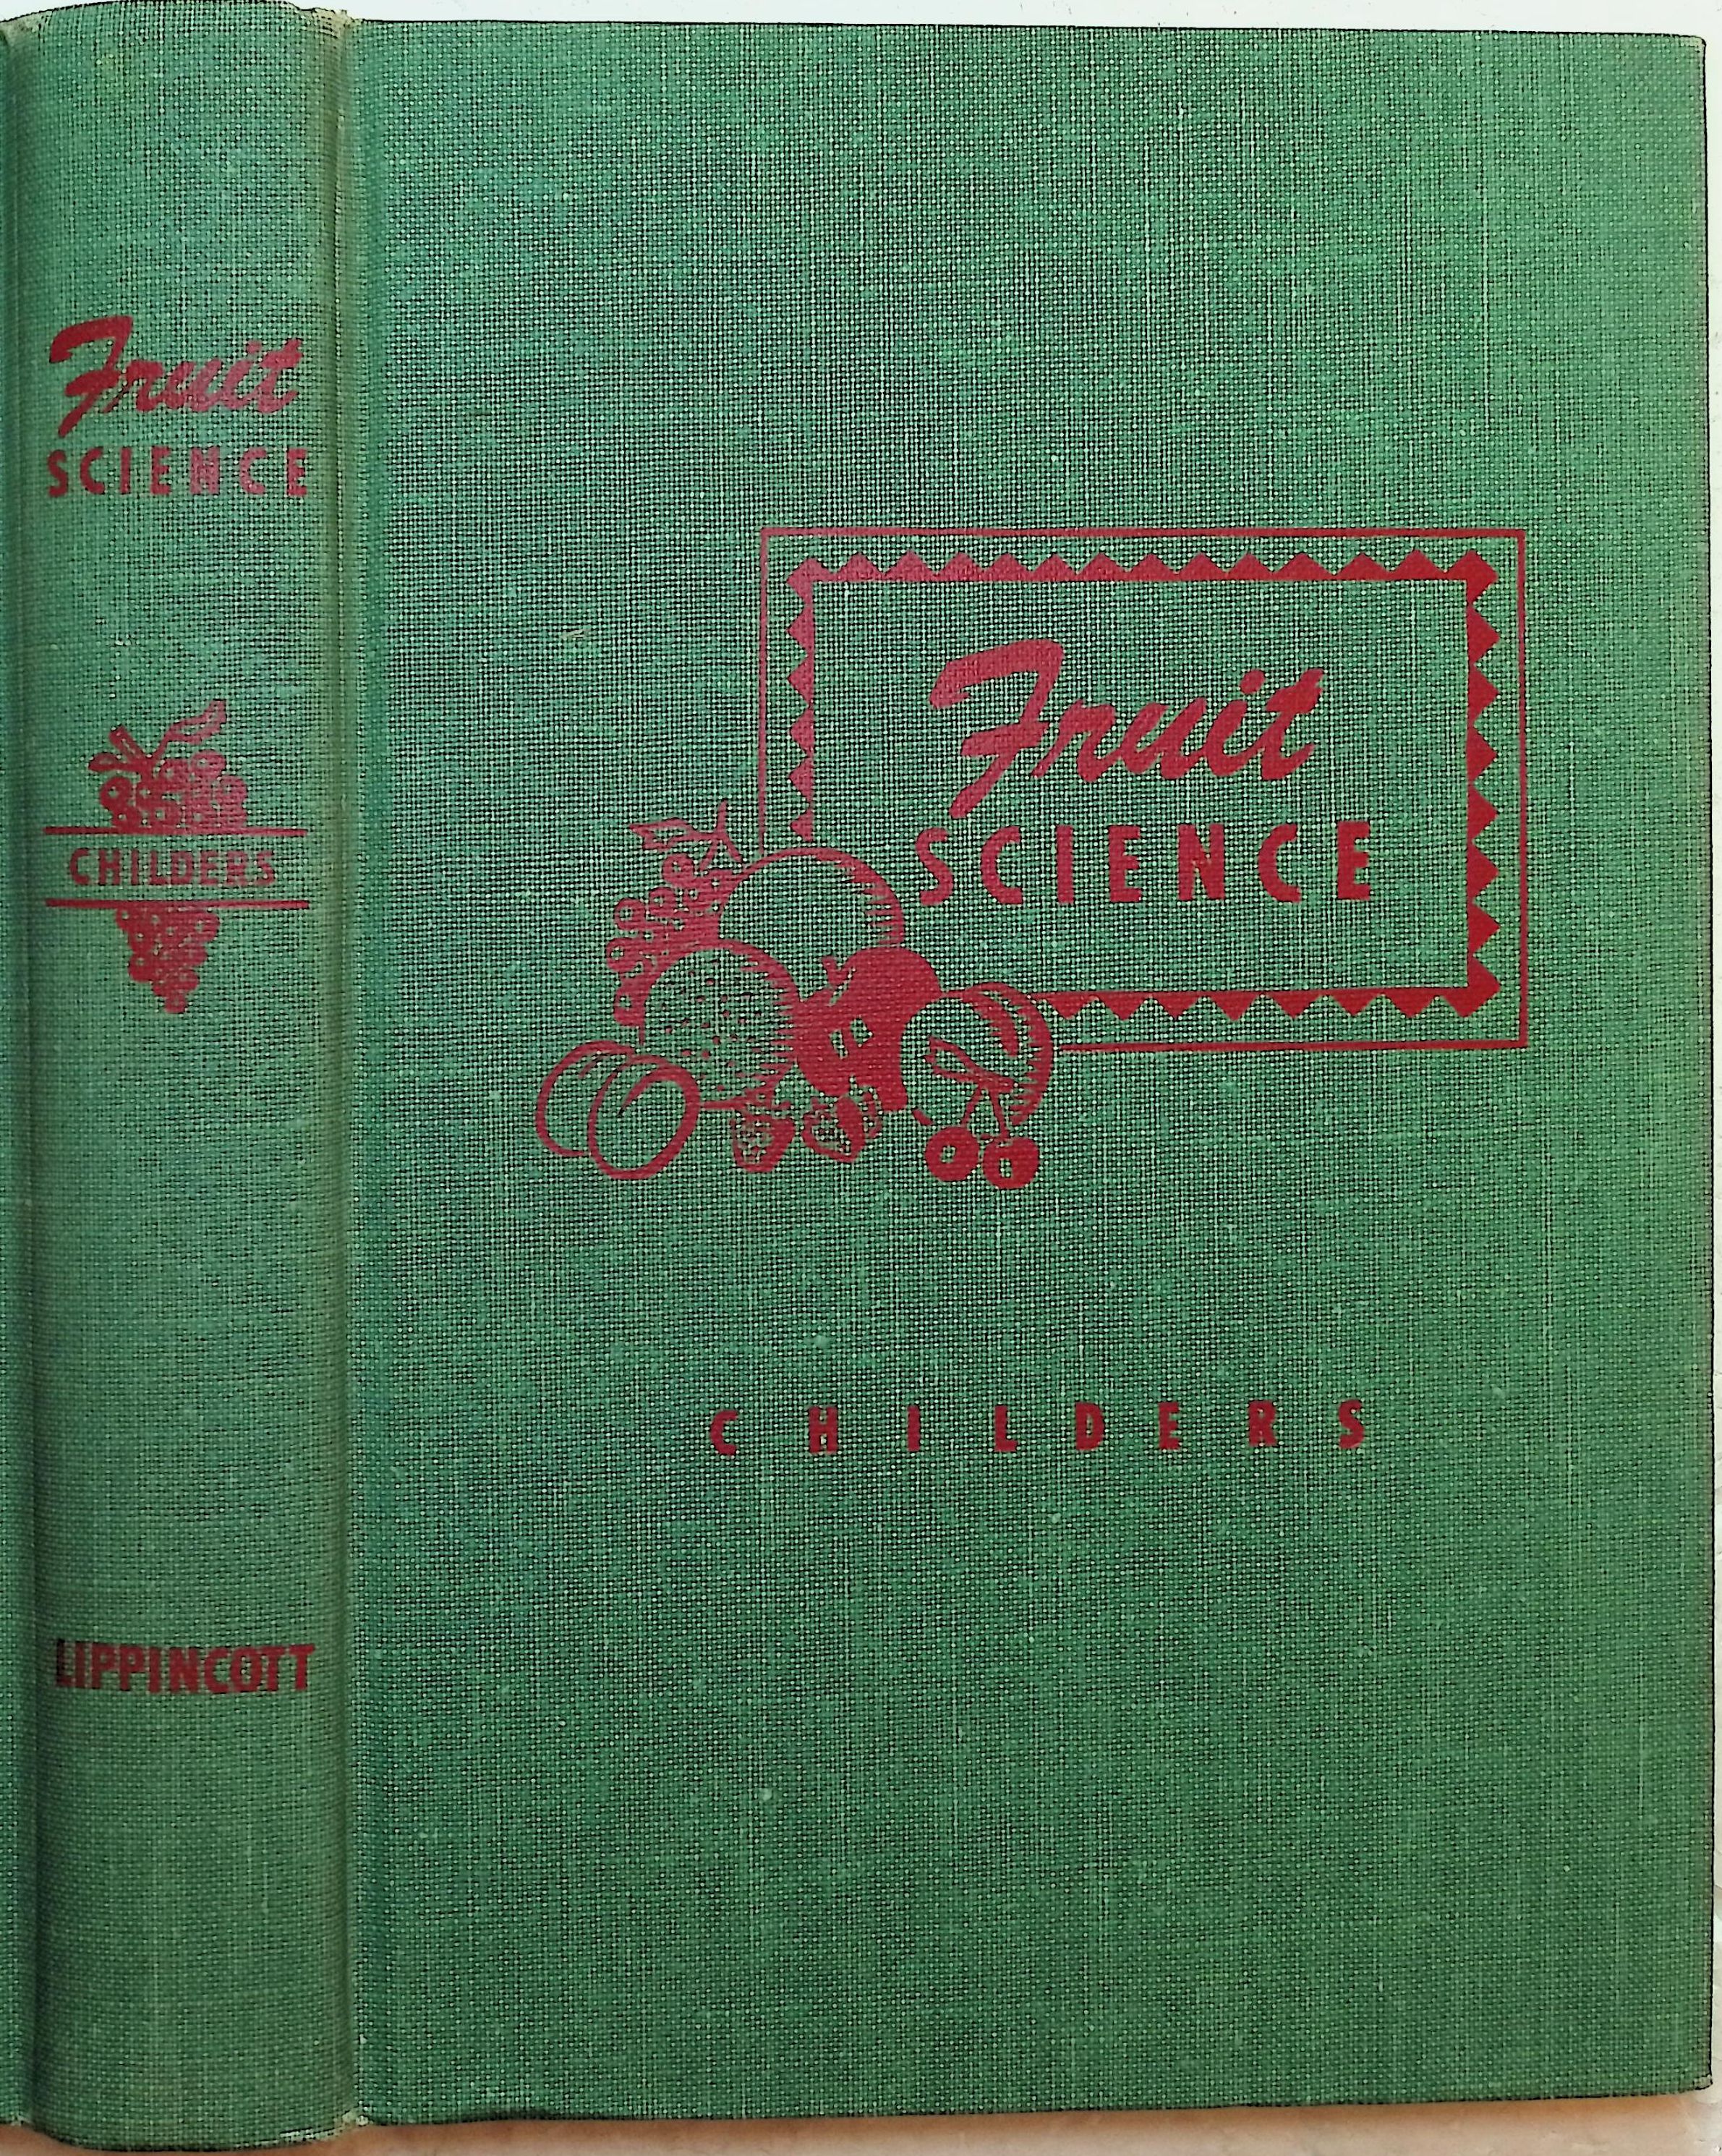 Fruit
SCIENCE
CHILDERS
LIPPINCOTT
Fruit
SCIENCE
CHILDERS